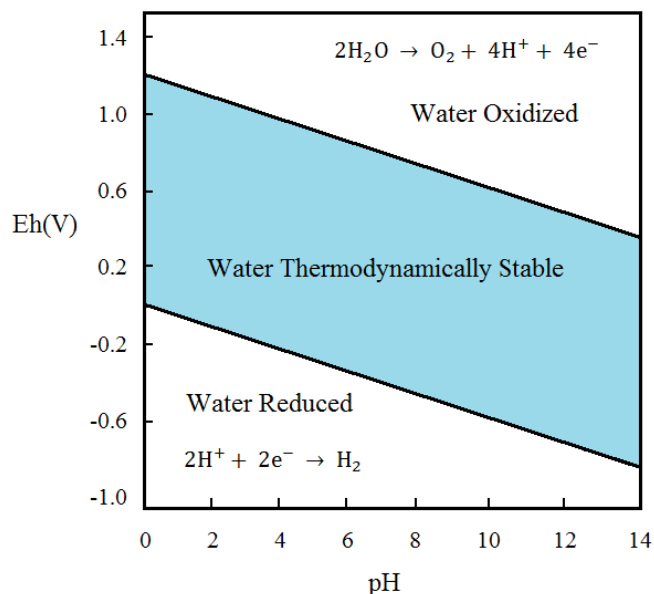 1.4
2H₂O → O₂ + 4H⁺ + 4e⁻
1.0
Water Oxidized
0.6
Eh(V)
0.2
Water Thermodynamically Stable
-0.2
-0.6
Water Reduced
2H⁺ + 2e⁻ → H₂
-1.0
0 2 4 6 8 10 12 14
pH